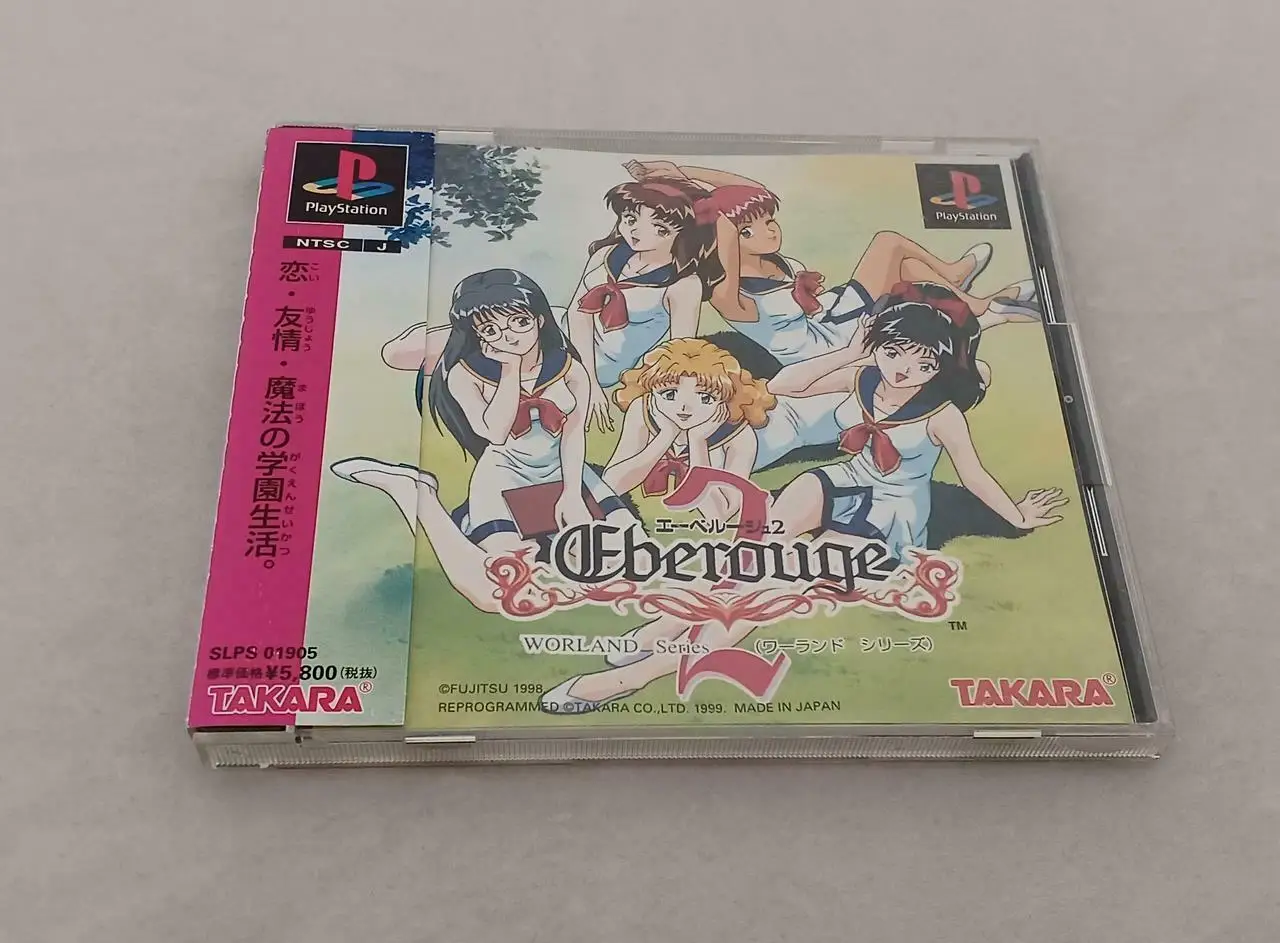 PlayStation
NTSC J
恋・友情・魔法の学園生活。
こい
ゆうじょう
まほう
がくえんせいかつ
SLPS 01905
標準価格¥5,800(税抜)
TAKARA®
PlayStation
2
エーベルージュ2
Eberouge
TM
WORLAND Series (ワーランド シリーズ)
©FUJITSU 1998
REPROGRAMMED ©TAKARA CO.,LTD. 1999. MADE IN JAPAN
TAKARA®